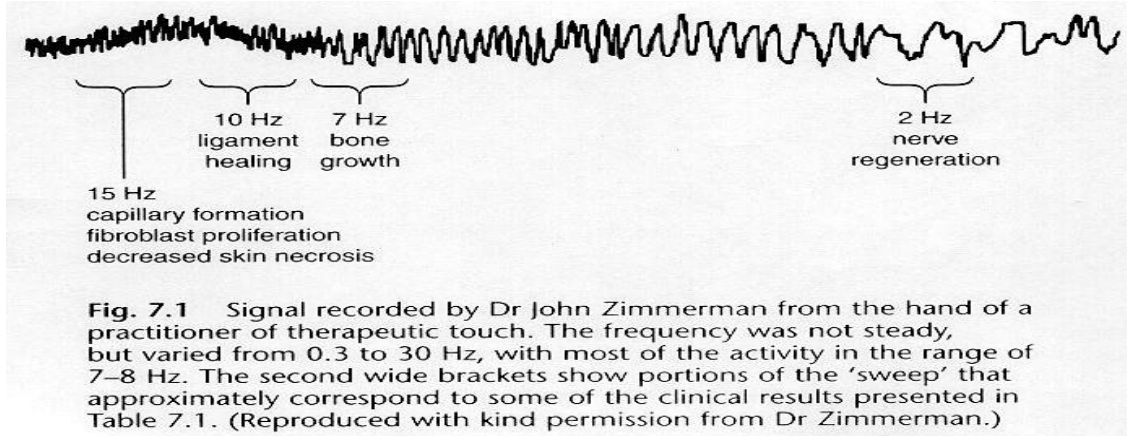 10 Hz
ligament
healing
7 Hz
bone
growth
2 Hz
nerve
regeneration
15 Hz
capillary formation
fibroblast proliferation
decreased skin necrosis
Fig. 7.1 Signal recorded by Dr John Zimmerman from the hand of a
practitioner of therapeutic touch. The frequency was not steady,
but varied from 0.3 to 30 Hz, with most of the activity in the range of
7–8 Hz. The second wide brackets show portions of the 'sweep' that
approximately correspond to some of the clinical results presented in
Table 7.1. (Reproduced with kind permission from Dr Zimmerman.)